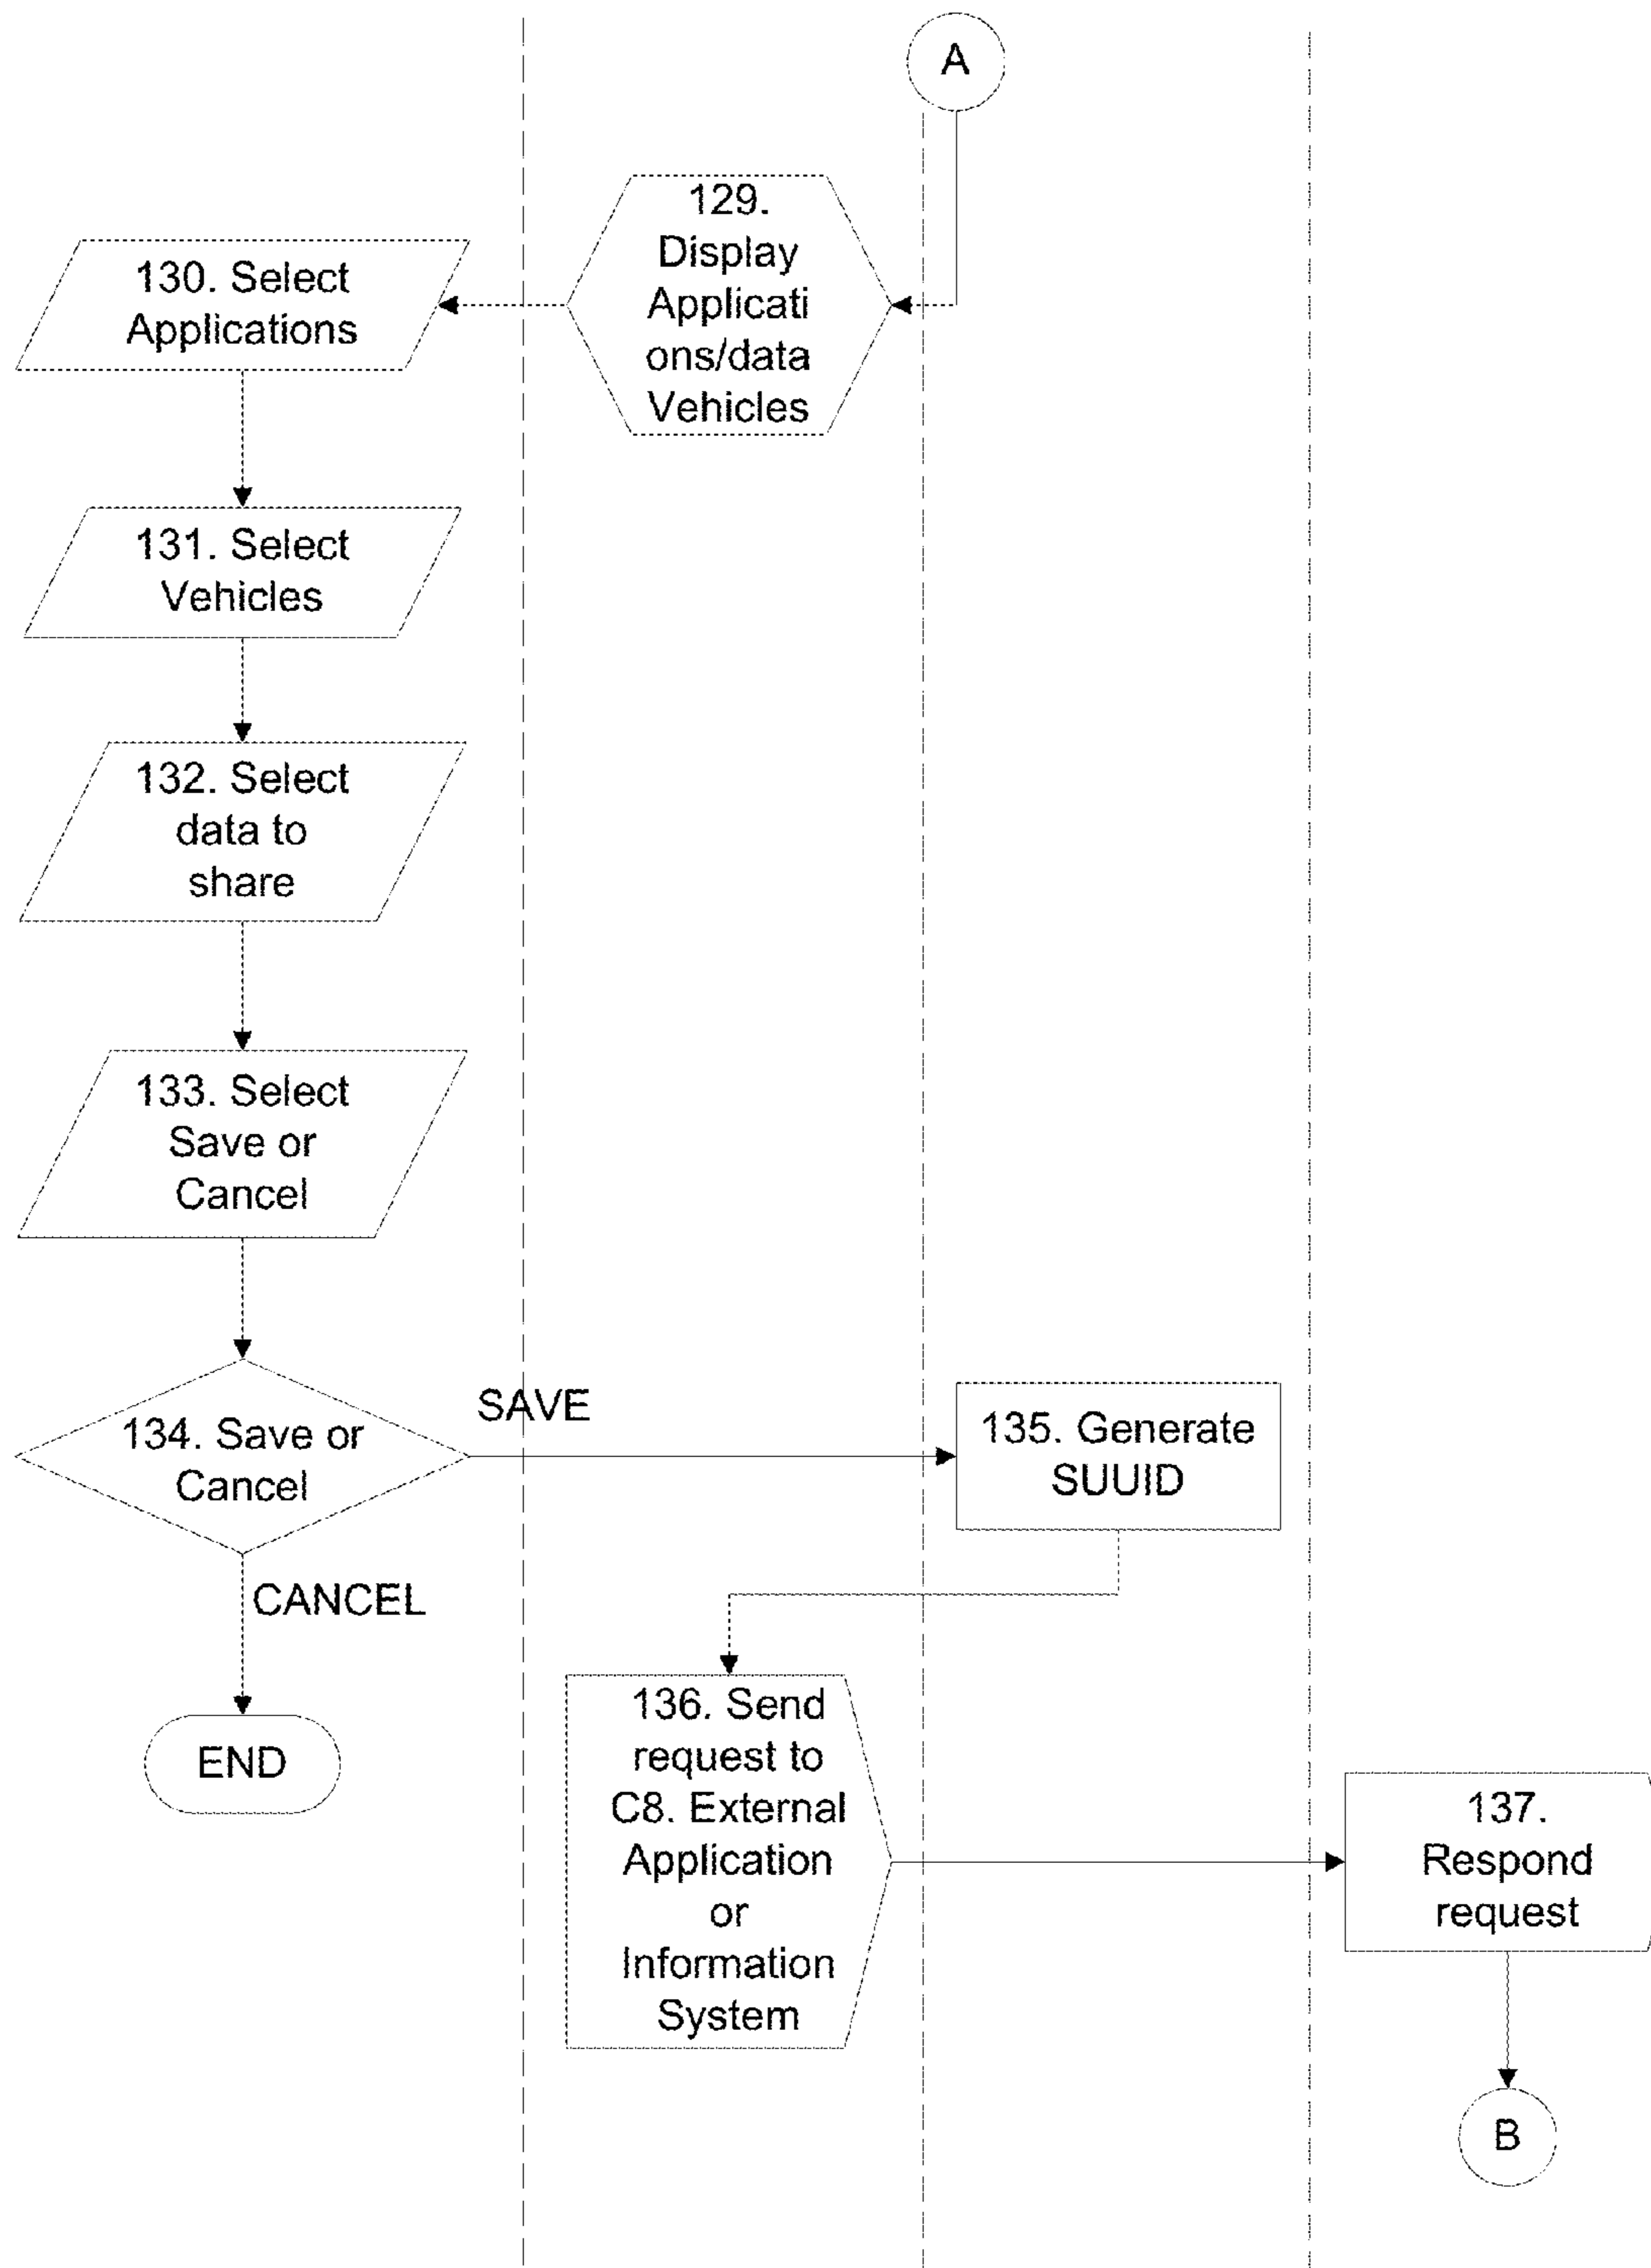 A
129.
Display
Applicati
ons/data
Vehicles
130. Select
Applications
131. Select
Vehicles
132. Select
data to
share
133. Select
Save or
Cancel
134. Save or
Cancel
SAVE
135. Generate
SUUID
CANCEL
END
136. Send
request to
C8. External
Application
or
Information
System
137.
Respond
request
B